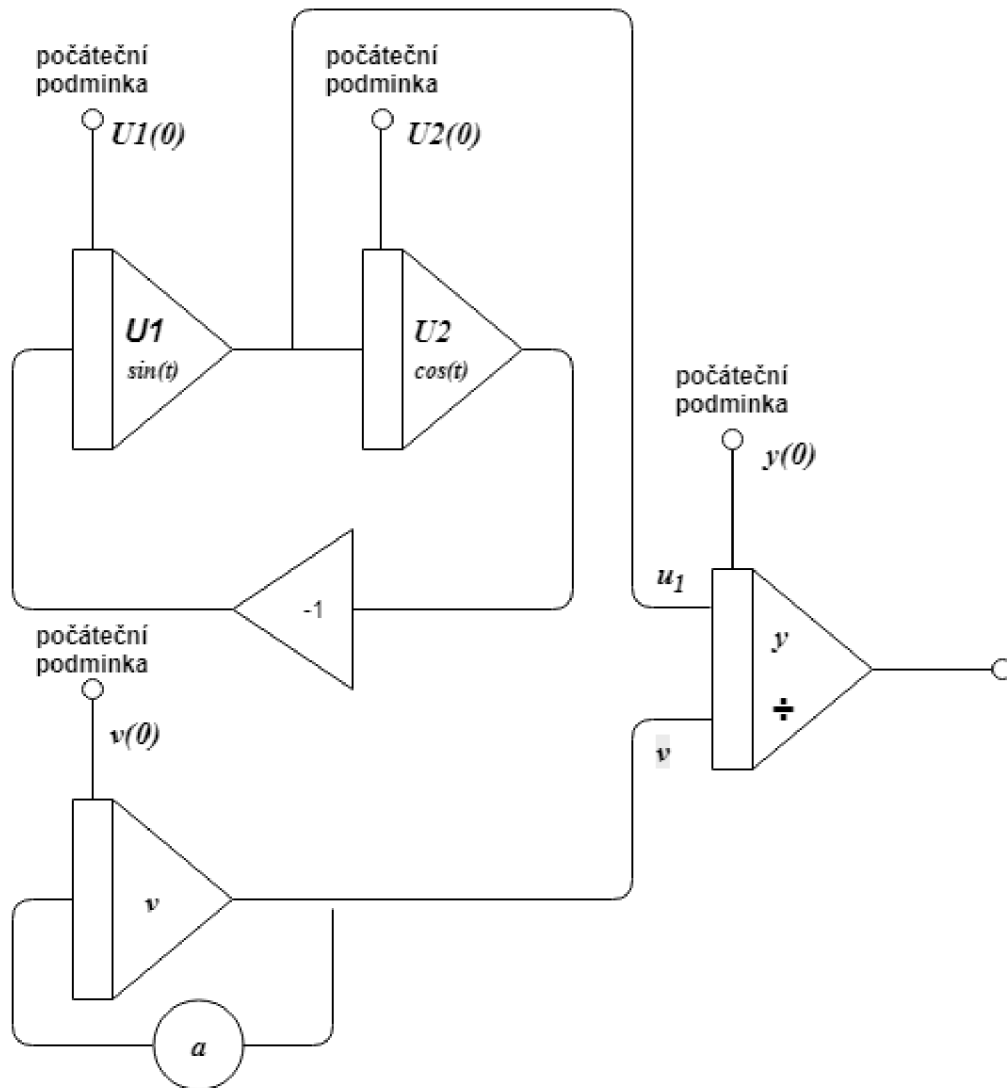 počáteční
podminka
U1(0)
počáteční
podminka
U2(0)
U1
sin(t)
U2
cos(t)
počáteční
podminka
y(0)
-1
u1
y
÷
v
počáteční
podminka
v(0)
v
a